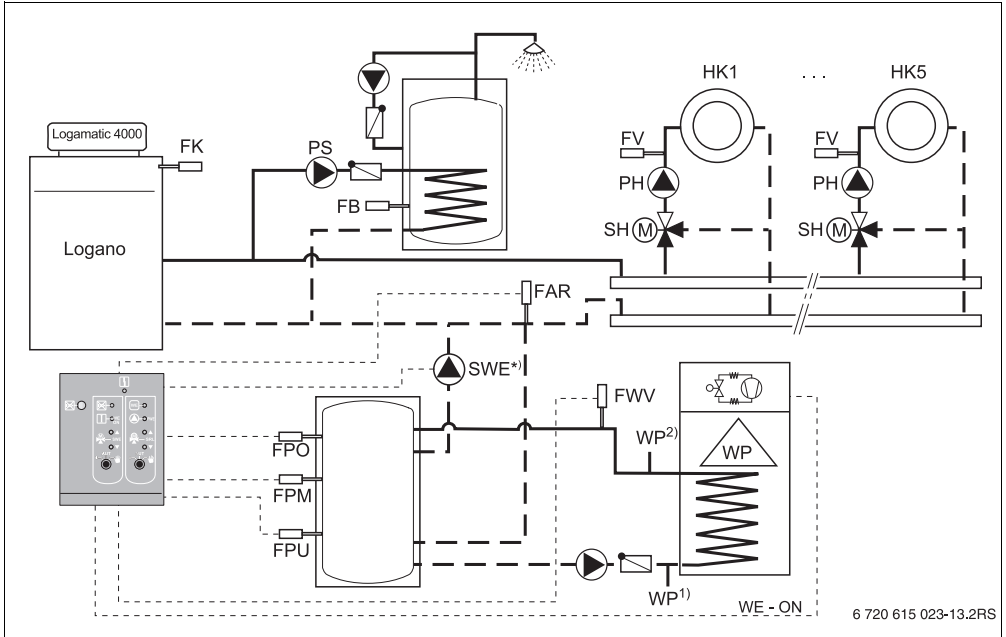 HK1
. . .
HK5
Logamatic 4000
FK
PS
FV
FV
PH
PH
FB
SH
M
SH
M
Logano
FAR
SWE*)
FWV
WP2)
WP
FPO
FPM
FPU
WP1)
WE - ON
6 720 615 023-13.2RS